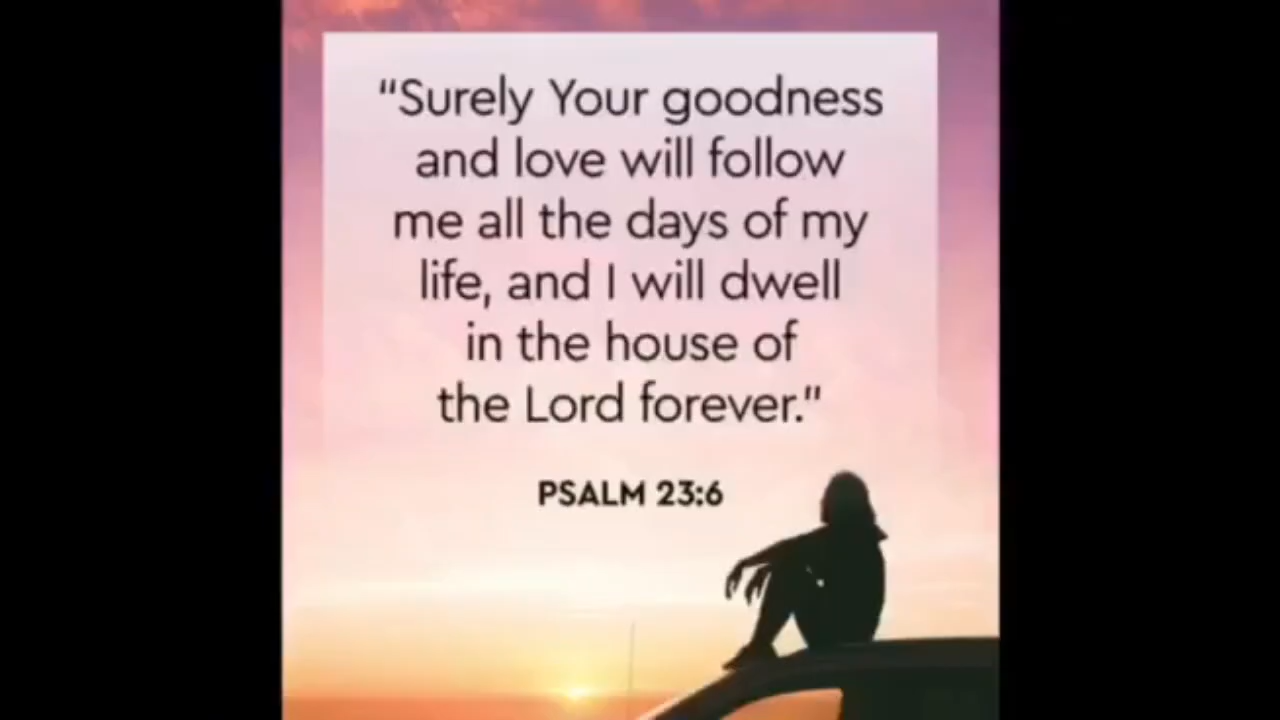 “Surely Your goodness
and love will follow
me all the days of my
life, and I will dwell
in the house of
the Lord forever.”
PSALM 23:6